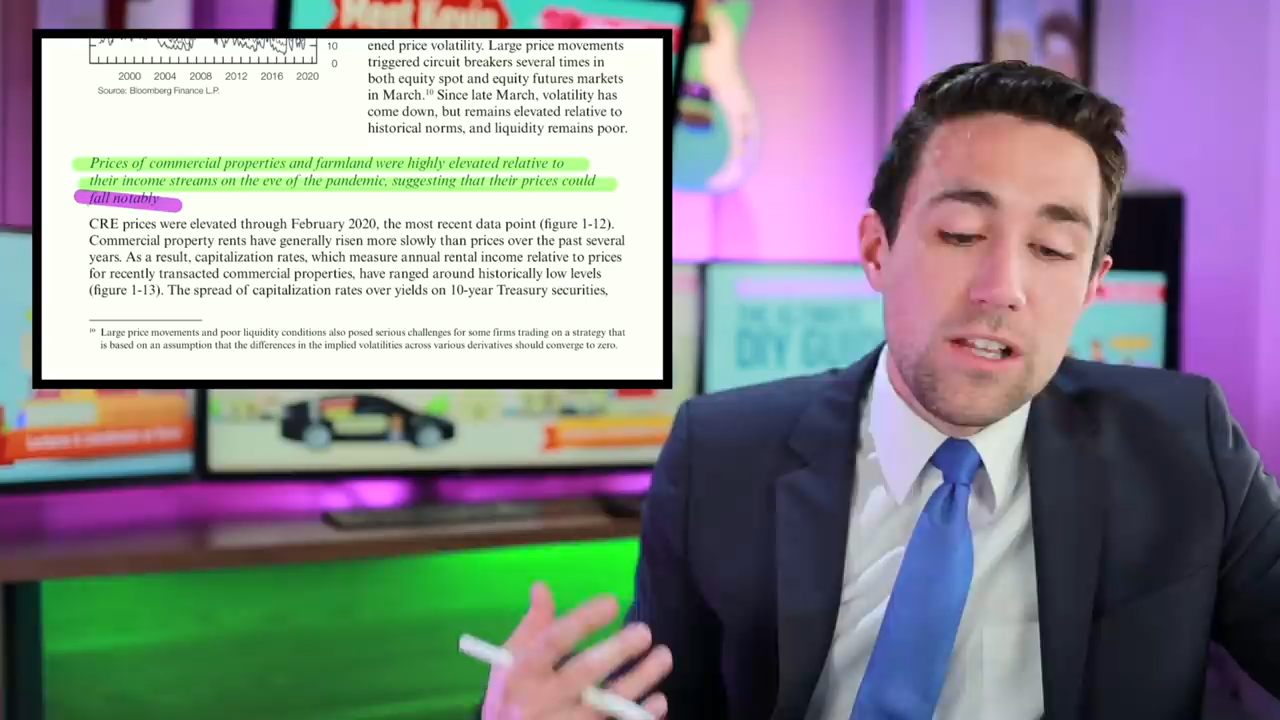 Meet Kevin
10
0
2000 2004 2008 2012 2016 2020
Source: Bloomberg Finance L.P.
ened price volatility. Large price movements
triggered circuit breakers several times in
both equity spot and equity futures markets
in March.¹⁰ Since late March, volatility has
come down, but remains elevated relative to
historical norms, and liquidity remains poor.
Prices of commercial properties and farmland were highly elevated relative to
their income streams on the eve of the pandemic, suggesting that their prices could
fall notably
CRE prices were elevated through February 2020, the most recent data point (figure 1-12).
Commercial property rents have generally risen more slowly than prices over the past several
years. As a result, capitalization rates, which measure annual rental income relative to prices
for recently transacted commercial properties, have ranged around historically low levels
(figure 1-13). The spread of capitalization rates over yields on 10-year Treasury securities,
¹⁰ Large price movements and poor liquidity conditions also posed serious challenges for some firms trading on a strategy that
is based on an assumption that the differences in the implied volatilities across various derivatives should converge to zero.
THE ULTIMATE
DIY GU